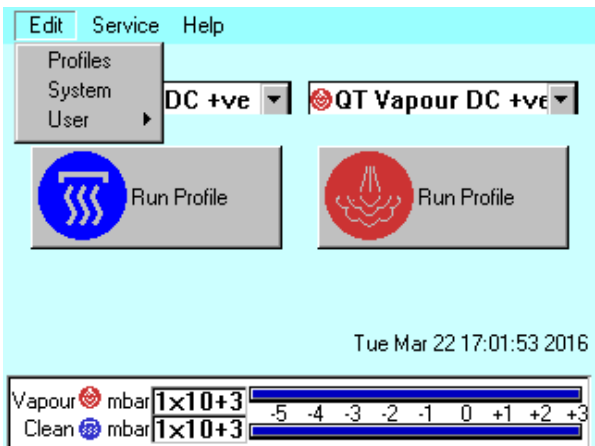 Edit Service Help
Profiles
System
User
DC +ve
QT Vapour DC +ve
Run Profile
Run Profile
Tue Mar 22 17:01:53 2016
Vapour mbar 1x10+3
-5 -4 -3 -2 -1 0 +1 +2 +3
Clean mbar 1x10+3